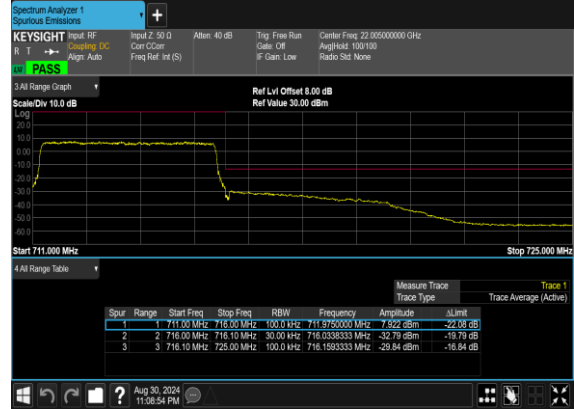 Spectrum Analyzer 1
Spurious Emissions
KEYSIGHT Input: RF Input Z: 50 Ω Atten: 40 dB Trig: Free Run Center Freq: 22.005000000 GHz
R T Coupling: DC Corr CCorr Gate: Off Avg|Hold: 100/100
Align: Auto Freq Ref: Int (S) IF Gain: Low Radio Std: None
PASS
3 All Range Graph
Ref Lvl Offset 8.00 dB
Scale/Div 10.0 dB Ref Value 30.00 dBm
Log
20.0
10.0
0.00
-10.0
-20.0
-30.0
-40.0
-50.0
-60.0
Start 711.000 MHz Stop 725.000 MHz
4 All Range Table
Measure Trace Trace 1
Trace Type Trace Average (Active)
Spur Range Start Freq Stop Freq RBW Frequency Amplitude ΔLimit
1 1 711.00 MHz 716.00 MHz 100.0 kHz 711.9750000 MHz 7.922 dBm -22.08 dB
2 2 716.00 MHz 716.10 MHz 30.00 kHz 716.0338333 MHz -32.79 dBm -19.79 dB
3 3 716.10 MHz 725.00 MHz 100.0 kHz 716.1593333 MHz -29.84 dBm -16.84 dB
Aug 30, 2024
11:08:54 PM